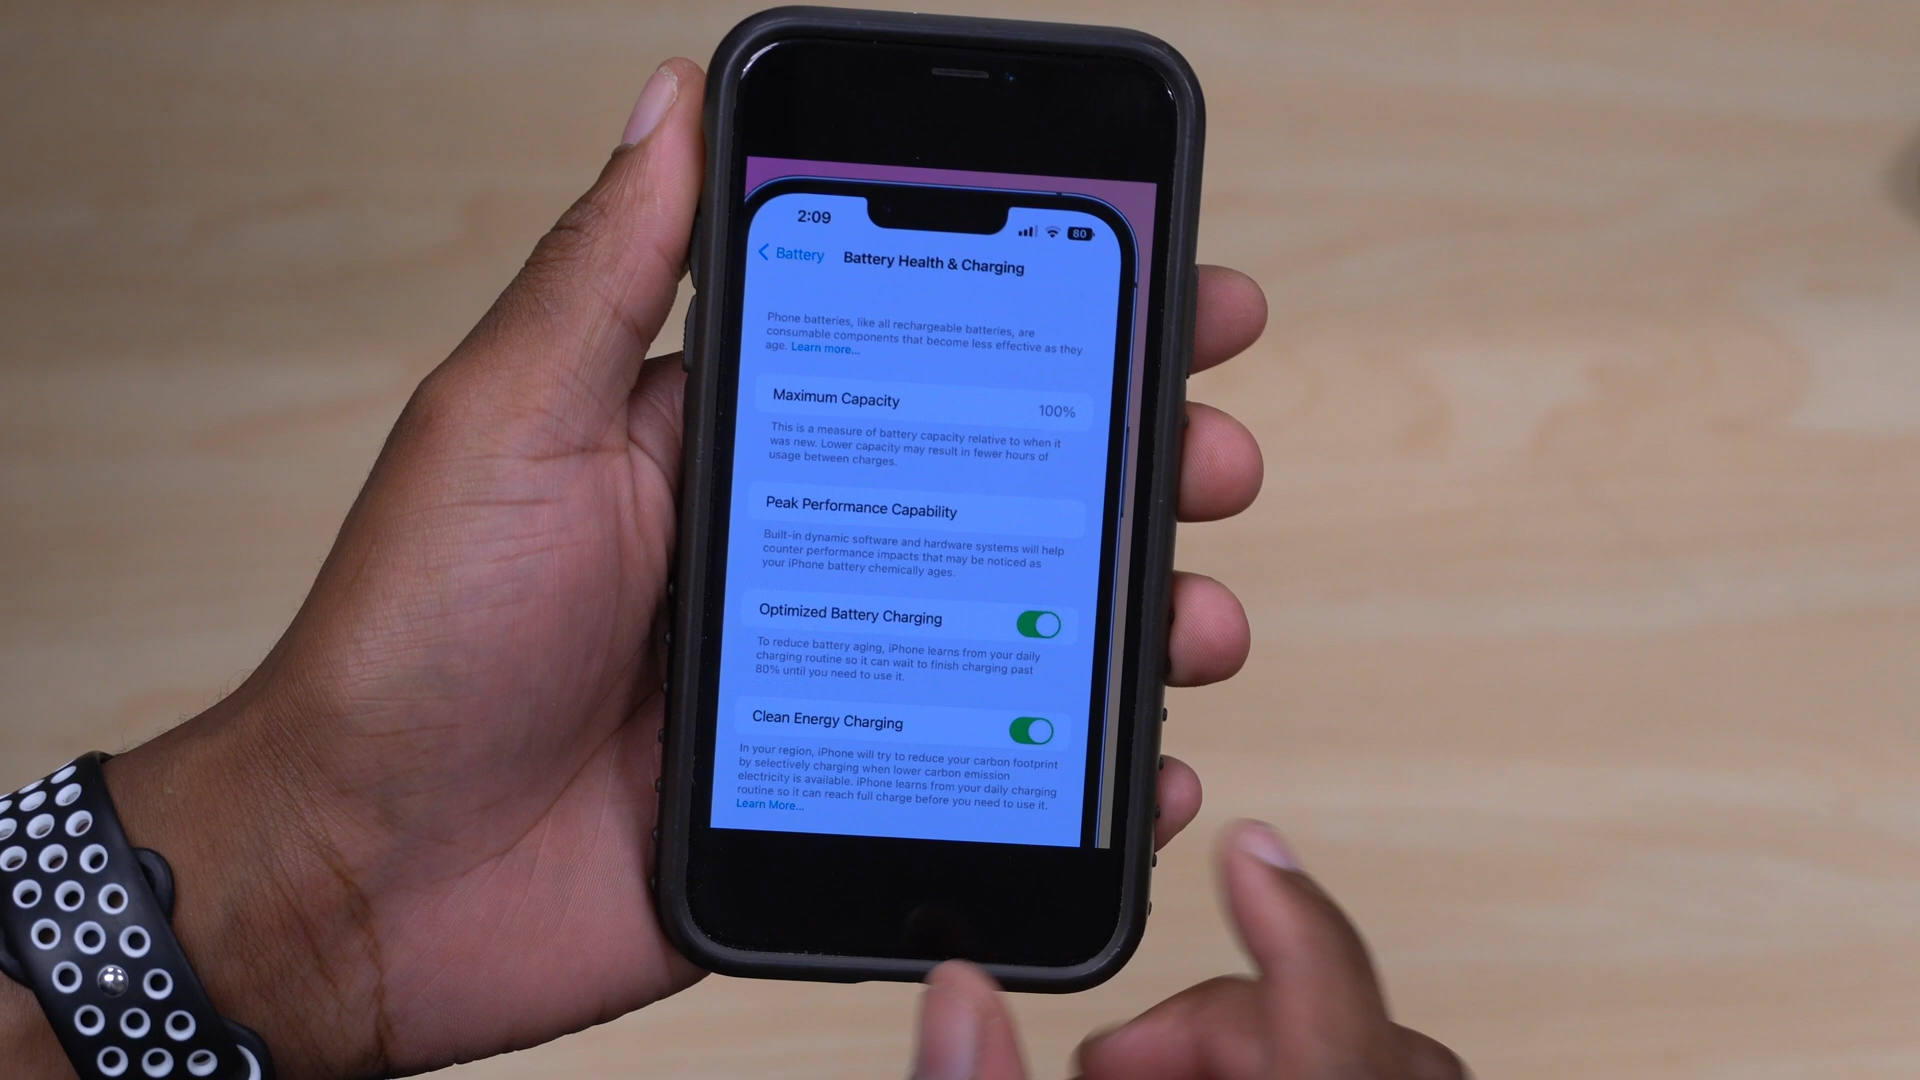 2:09
80
Battery
Battery Health & Charging
Phone batteries, like all rechargeable batteries, are
consumable components that become less effective as they
age. Learn more...
Maximum Capacity
100%
This is a measure of battery capacity relative to when it
was new. Lower capacity may result in fewer hours of
usage between charges.
Peak Performance Capability
Built-in dynamic software and hardware systems will help
counter performance impacts that may be noticed as
your iPhone battery chemically ages.
Optimized Battery Charging
To reduce battery aging, iPhone learns from your daily
charging routine so it can wait to finish charging past
80% until you need to use it.
Clean Energy Charging
In your region, iPhone will try to reduce your carbon footprint
by selectively charging when lower carbon emission
electricity is available. iPhone learns from your daily charging
routine so it can reach full charge before you need to use it.
Learn More...